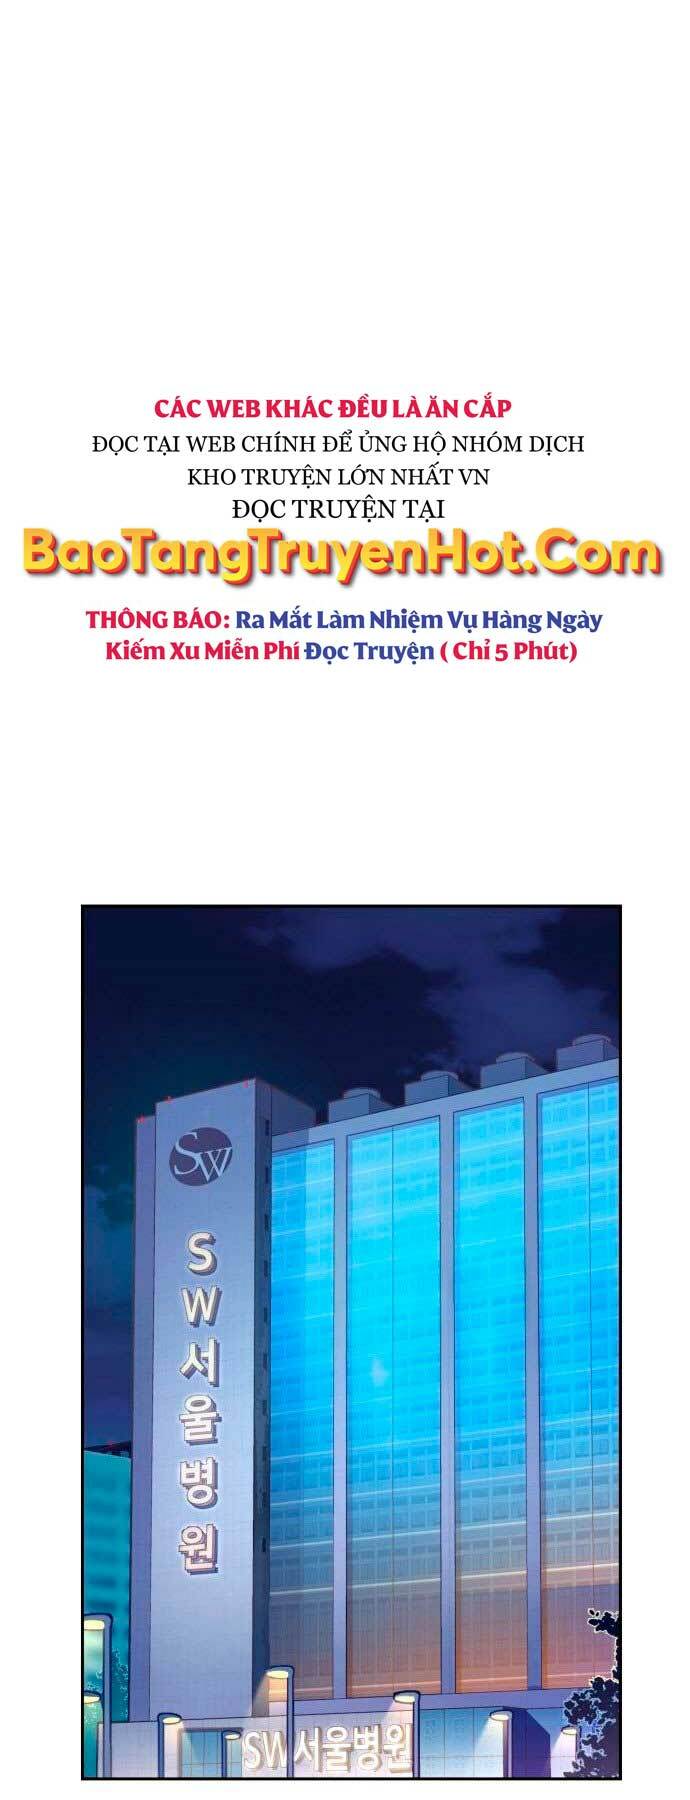 CÁC WEB KHÁC ĐỀU LÀ ĂN CẮP
ĐỌC TẠI WEB CHÍNH ĐỂ ỦNG HỘ NHÓM DỊCH
KHO TRUYỆN LỚN NHẤT VN
ĐỌC TRUYỆN TẠI
BaoTangTruyenHot.Com
THÔNG BÁO: Ra Mắt Làm Nhiệm Vụ Hàng Ngày
Kiếm Xu Miễn Phí Đọc Truyện ( Chỉ 5 Phút)
SW
SW서울병원
SW서울병원